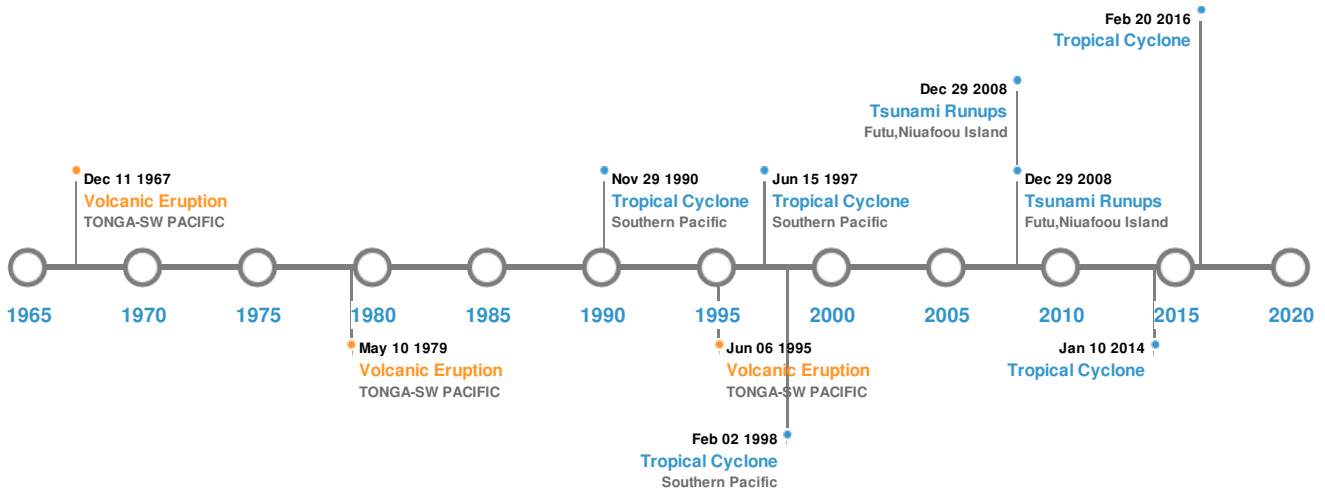 Feb 20 2016
Tropical Cyclone
Dec 29 2008
Tsunami Runups
Futu,Niuafoou Island
Dec 11 1967
Volcanic Eruption
TONGA-SW PACIFIC
Nov 29 1990
Tropical Cyclone
Southern Pacific
Jun 15 1997
Tropical Cyclone
Southern Pacific
Dec 29 2008
Tsunami Runups
Futu,Niuafoou Island
1965 1970 1975 1980 1985 1990 1995 2000 2005 2010 2015 2020
May 10 1979
Volcanic Eruption
TONGA-SW PACIFIC
Jun 06 1995
Volcanic Eruption
TONGA-SW PACIFIC
Jan 10 2014
Tropical Cyclone
Feb 02 1998
Tropical Cyclone
Southern Pacific